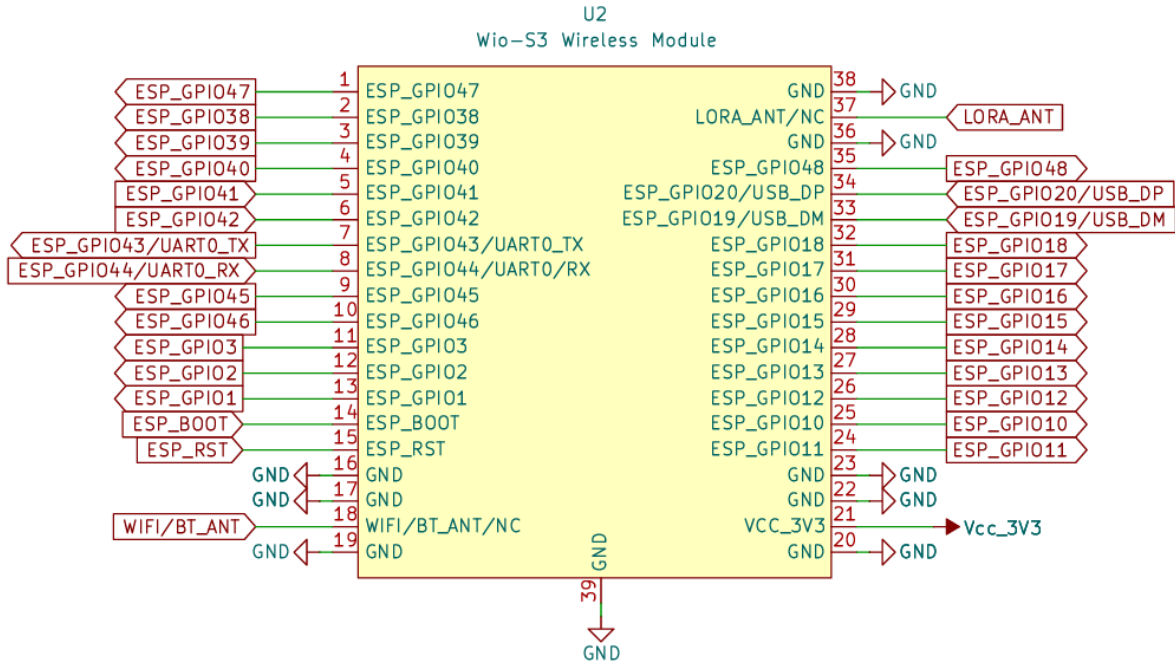 U2
Wio-S3 Wireless Module
ESP_GPIO47 1 ESP_GPIO47 GND 38 GND
ESP_GPIO38 2 ESP_GPIO38 LORA_ANT/NC 37 LORA_ANT
ESP_GPIO39 3 ESP_GPIO39 GND 36 GND
ESP_GPIO40 4 ESP_GPIO40 ESP_GPIO48 35 ESP_GPIO48
ESP_GPIO41 5 ESP_GPIO41 ESP_GPIO20/USB_DP 34 ESP_GPIO20/USB_DP
ESP_GPIO42 6 ESP_GPIO42 ESP_GPIO19/USB_DM 33 ESP_GPIO19/USB_DM
ESP_GPIO43/UART0_TX 7 ESP_GPIO43/UART0_TX ESP_GPIO18 32 ESP_GPIO18
ESP_GPIO44/UART0_RX 8 ESP_GPIO44/UART0/RX ESP_GPIO17 31 ESP_GPIO17
ESP_GPIO45 9 ESP_GPIO45 ESP_GPIO16 30 ESP_GPIO16
ESP_GPIO46 10 ESP_GPIO46 ESP_GPIO15 29 ESP_GPIO15
ESP_GPIO3 11 ESP_GPIO3 ESP_GPIO14 28 ESP_GPIO14
ESP_GPIO2 12 ESP_GPIO2 ESP_GPIO13 27 ESP_GPIO13
ESP_GPIO1 13 ESP_GPIO1 ESP_GPIO12 26 ESP_GPIO12
ESP_BOOT 14 ESP_BOOT ESP_GPIO10 25 ESP_GPIO10
ESP_RST 15 ESP_RST ESP_GPIO11 24 ESP_GPIO11
GND 16 GND GND 23 GND
GND 17 GND GND 22 GND
WIFI/BT_ANT 18 WIFI/BT_ANT/NC VCC_3V3 21 Vcc_3V3
GND 19 GND GND 20 GND
GND
39
GND